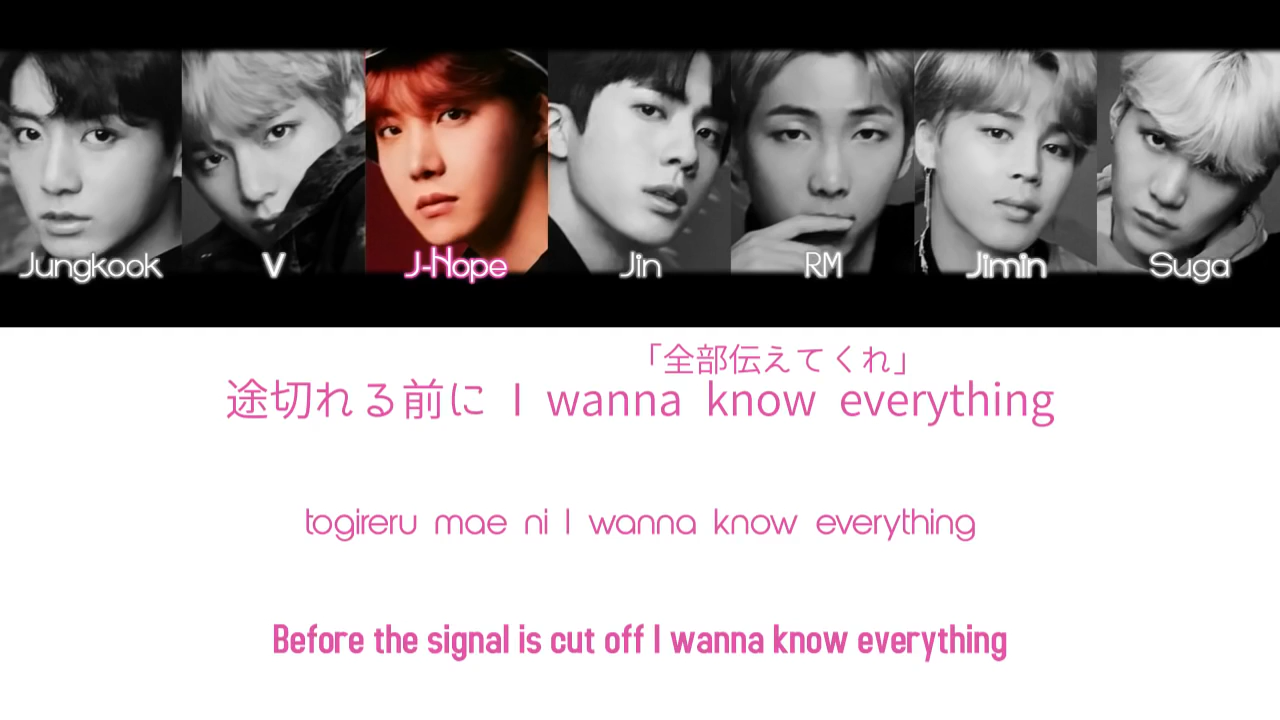 Jungkook V J-Hope Jin RM Jimin Suga
「全部伝えてくれ」
途切れる前に I wanna know everything
togireru mae ni I wanna know everything
Before the signal is cut off I wanna know everything